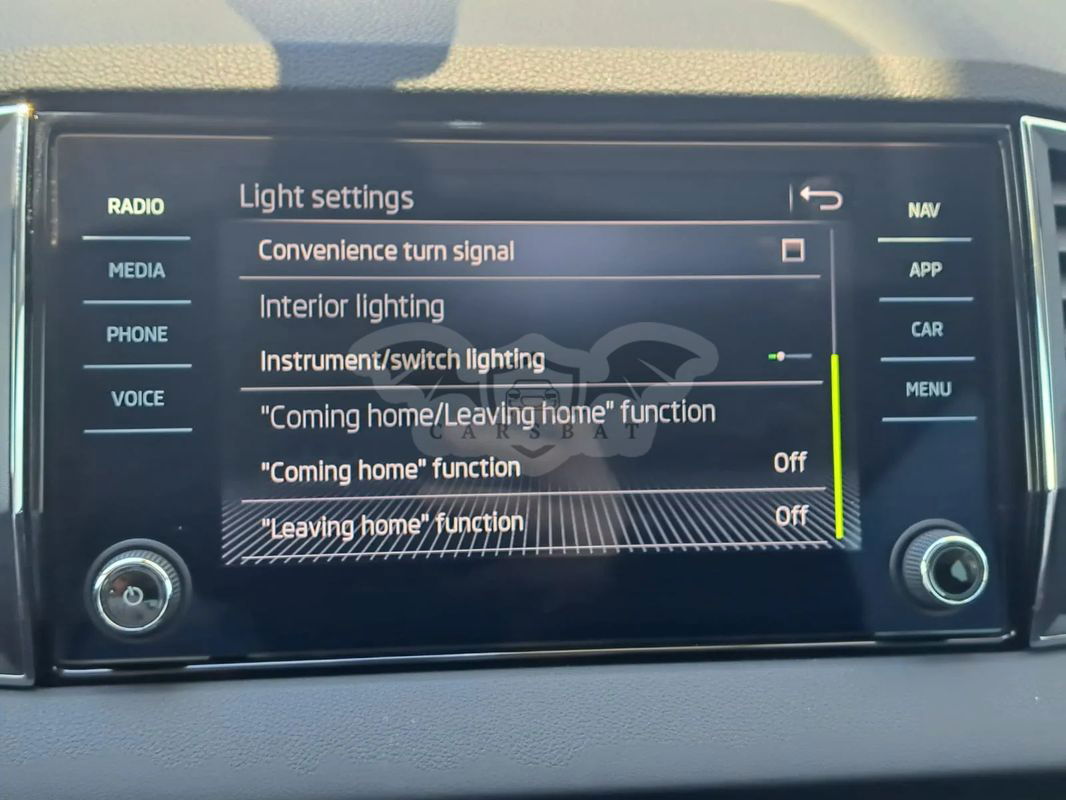 RADIO
MEDIA
PHONE
VOICE
Light settings
Convenience turn signal
Interior lighting
Instrument/switch lighting
"Coming home/Leaving home" function
"Coming home" function Off
"Leaving home" function Off
NAV
APP
CAR
MENU
CARSBAT